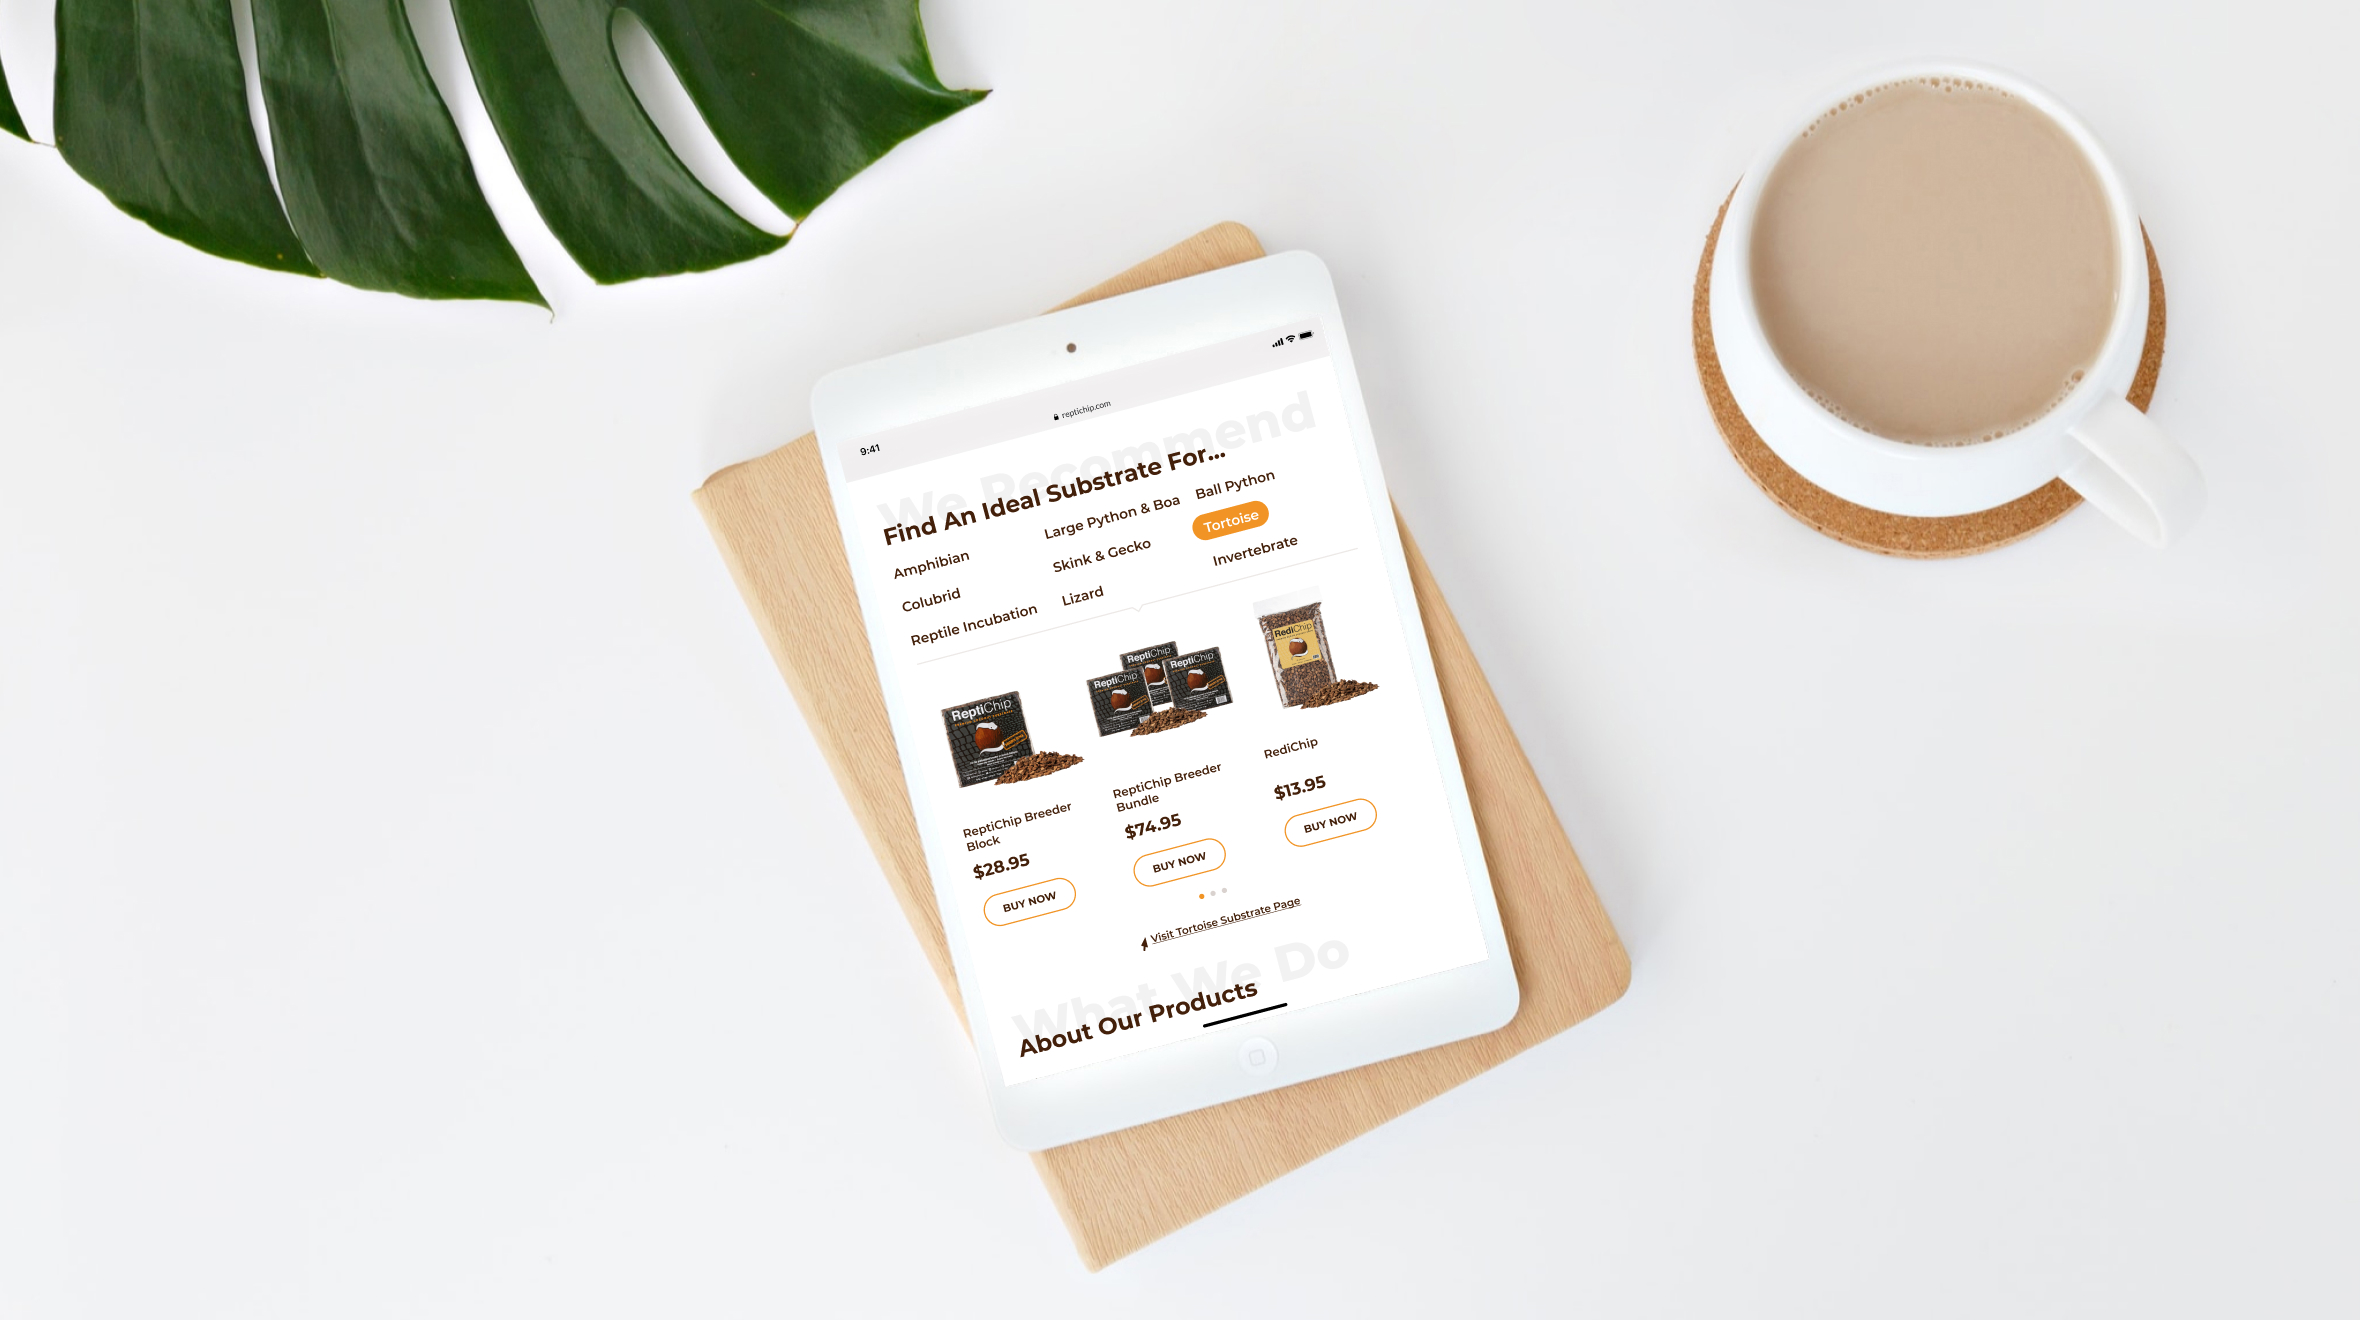 9:41
reptichip.com
We Recommend
Find An Ideal Substrate For...
Amphibian
Large Python & Boa
Ball Python
Colubrid
Skink & Gecko
Tortoise
Reptile Incubation
Lizard
Invertebrate
ReptiChip
ReptiChip
ReptiChip
ReptiChip
RediChip
ReptiChip Breeder
Block
$28.95
BUY NOW
ReptiChip Breeder
Bundle
$74.95
BUY NOW
RediChip
$13.95
BUY NOW
Visit Tortoise Substrate Page
What We Do
About Our Products